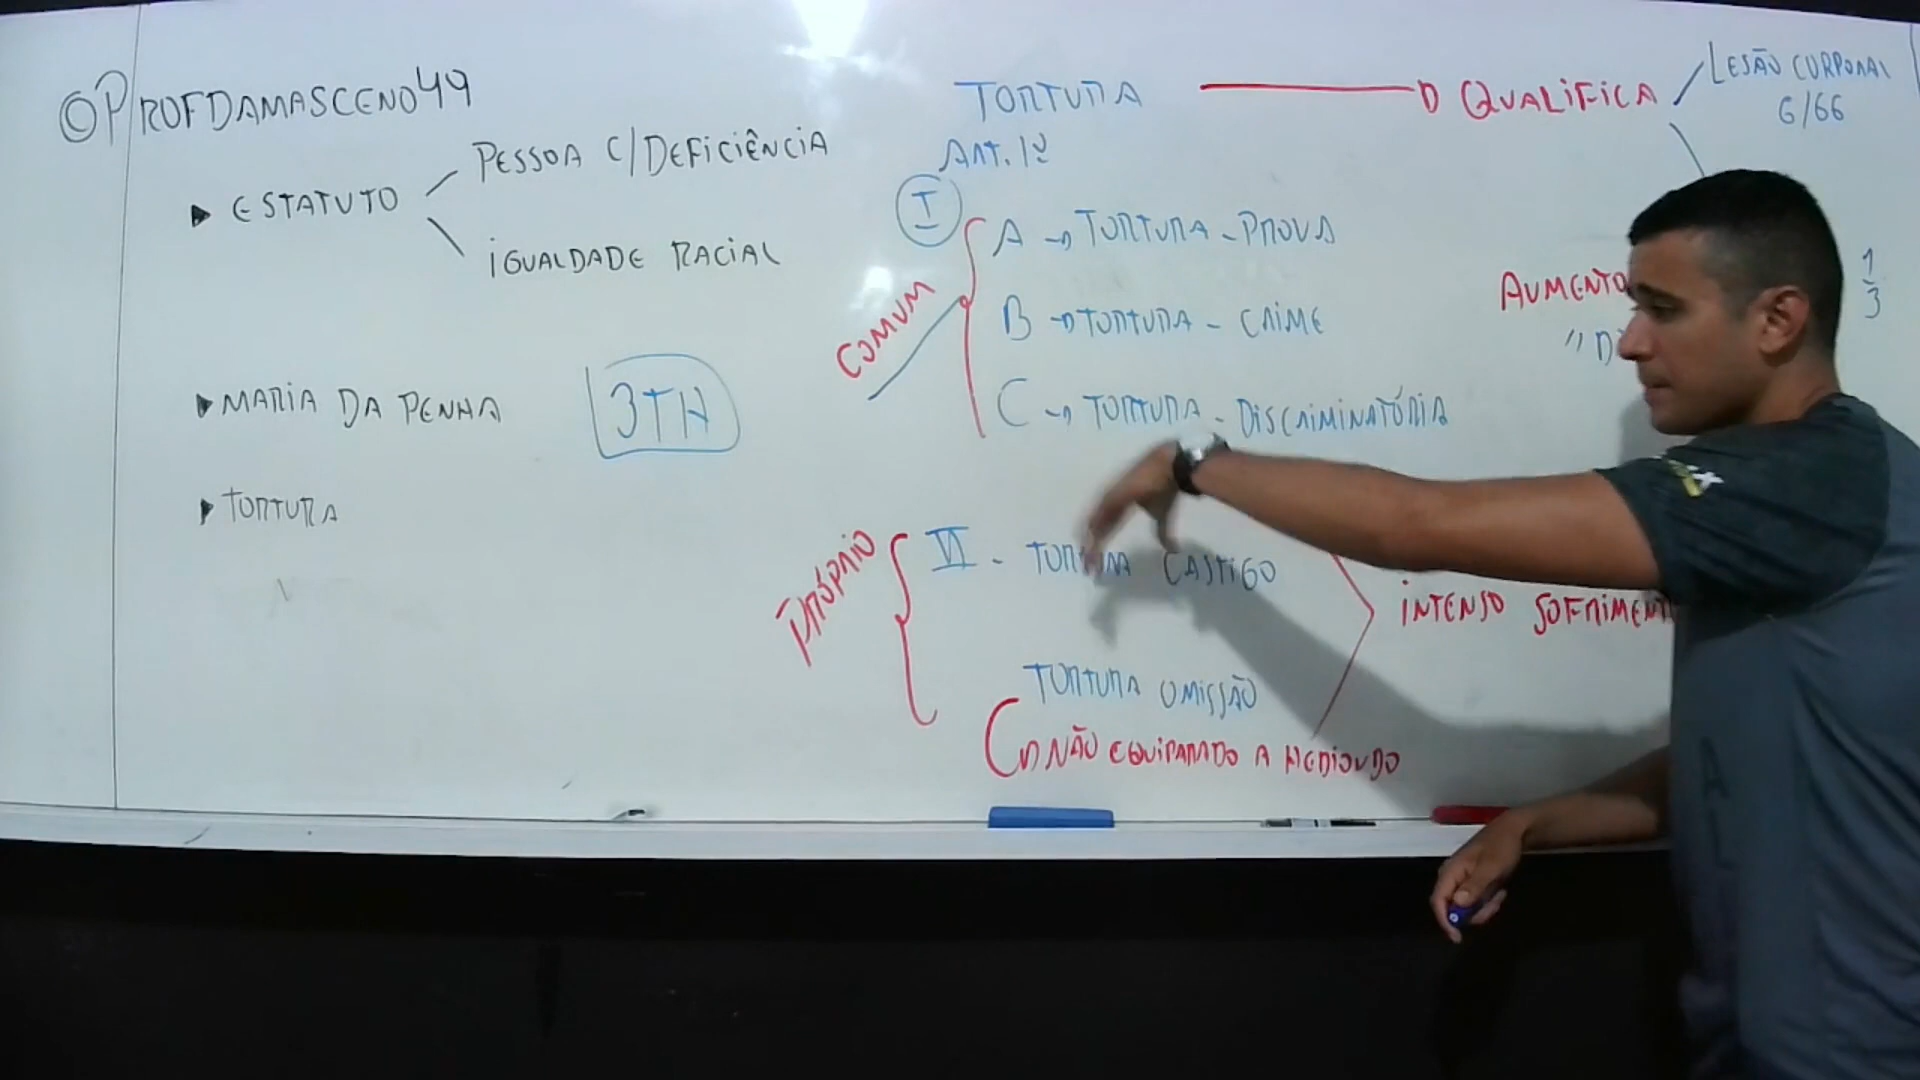 @PROFDAMASCENO49
ESTATUTO
PESSOA C/DEFICIÊNCIA
IGUALDADE RACIAL
MARIA DA PENHA
3TH
TORTURA
TORTURA
QUALIFICA
LESÃO CORPORAL
G/GG
ART. 1º
I
COMUM
A → TORTURA - PROVA
B → TORTURA - CRIME
C → TORTURA - DISCRIMINATÓRIA
AUMENTO
1/3
"D
PRÓPRIO
II - TORTURA CASTIGO
INTENSO SOFRIMENT
TORTURA OMISSÃO
NÃO EQUIPARADO A HEDIONDO